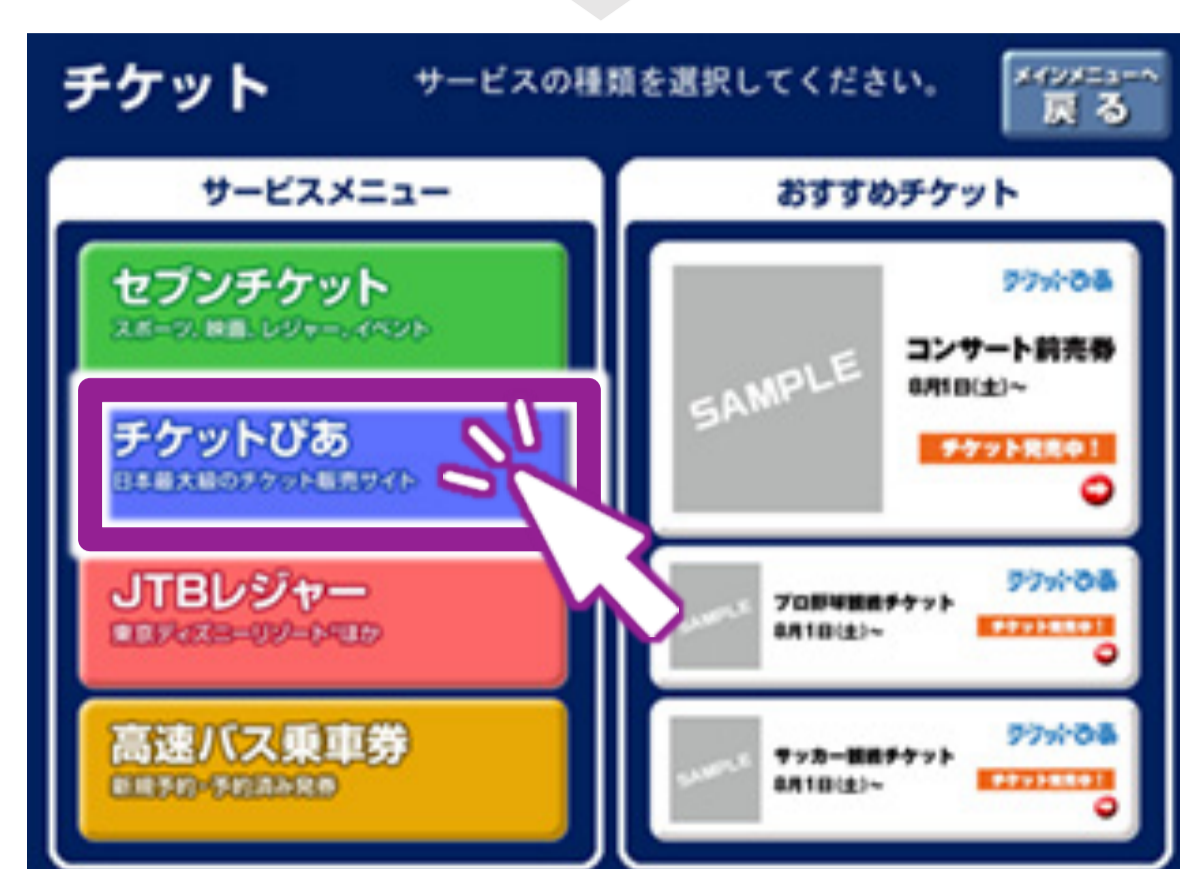 チケット
サービスの種類を選択してください。
メインメニューへ
戻る
サービスメニュー
セブンチケット
スポーツ、映画、レジャー、イベント
チケットぴあ
日本最大級のチケット販売サイト
JTBレジャー
東京ディズニーリゾート®ほか
高速バス乗車券
新規予約・予約済み発券
おすすめチケット
SAMPLE
チケットぴあ
コンサート前売券
8月1日(土)~
チケット発売中!
SAMPLE
チケットぴあ
プロ野球観戦チケット
8月1日(土)~
チケット発売中!
SAMPLE
チケットぴあ
サッカー観戦チケット
8月1日(土)~
チケット発売中!